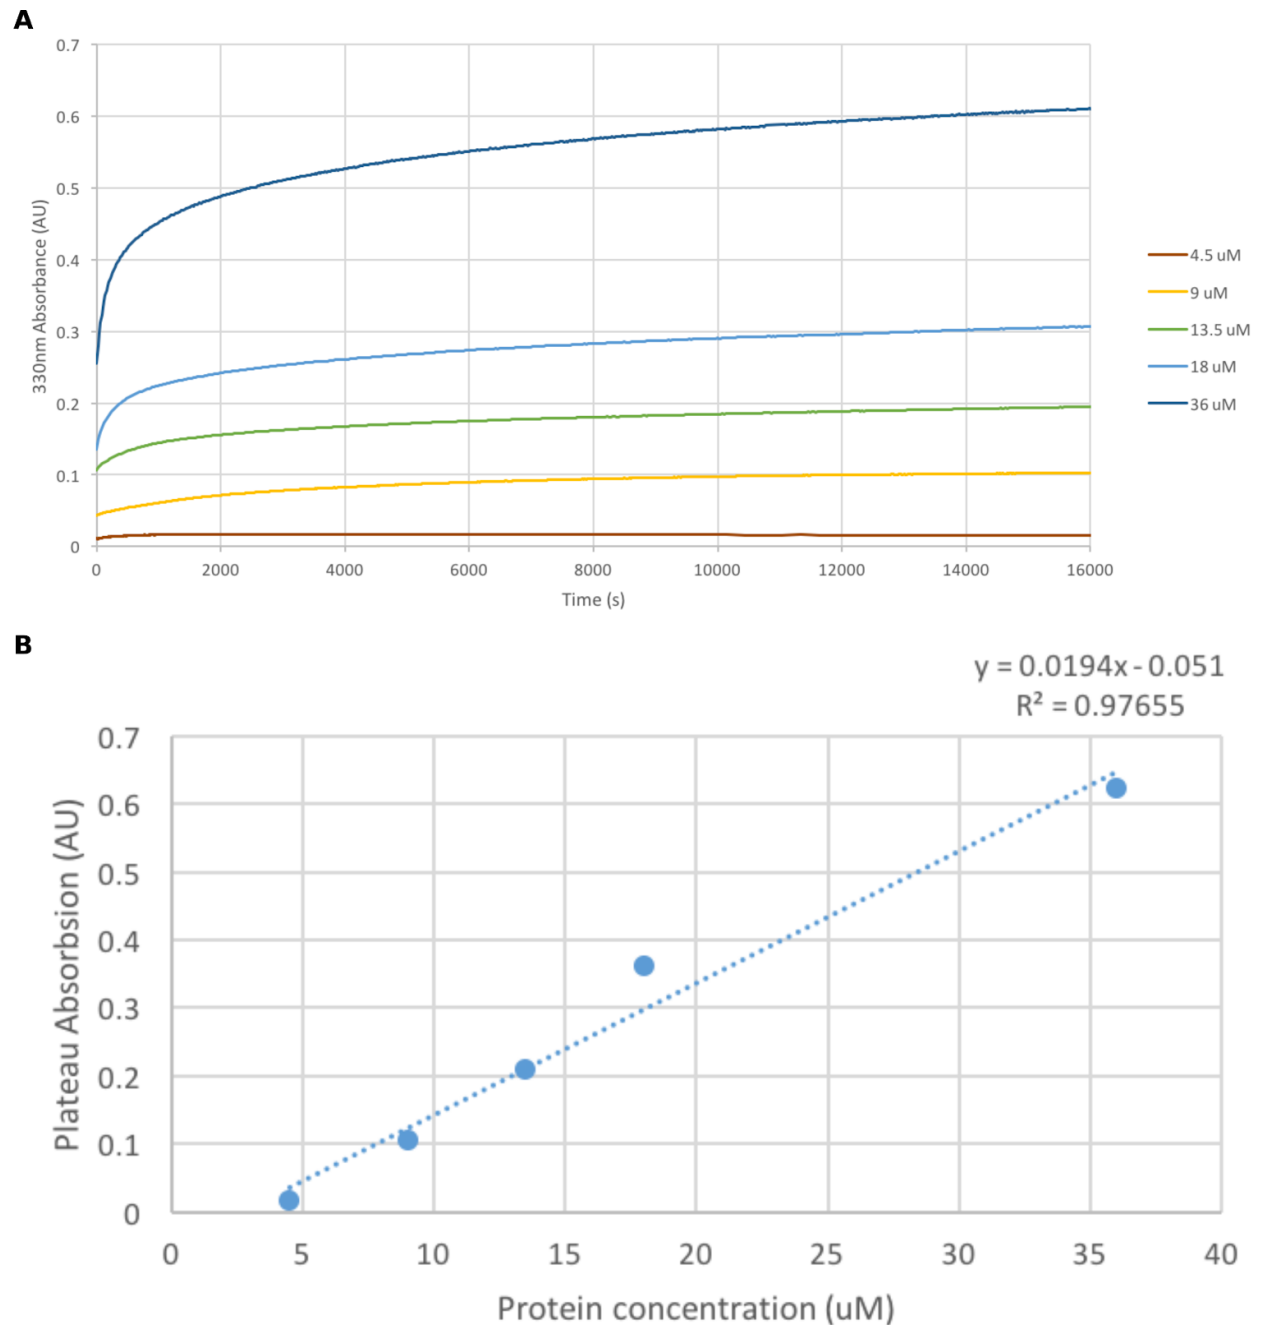 A
0.7
0.6
0.5
0.4
0.3
0.2
0.1
0
330nm Absorbance (AU)
0 2000 4000 6000 8000 10000 12000 14000 16000
Time (s)
4.5 uM
9 uM
13.5 uM
18 uM
36 uM
B
y = 0.0194x - 0.051
R² = 0.97655
0.7
0.6
0.5
0.4
0.3
0.2
0.1
0
Plateau Absorbsion (AU)
0 5 10 15 20 25 30 35 40
Protein concentration (uM)